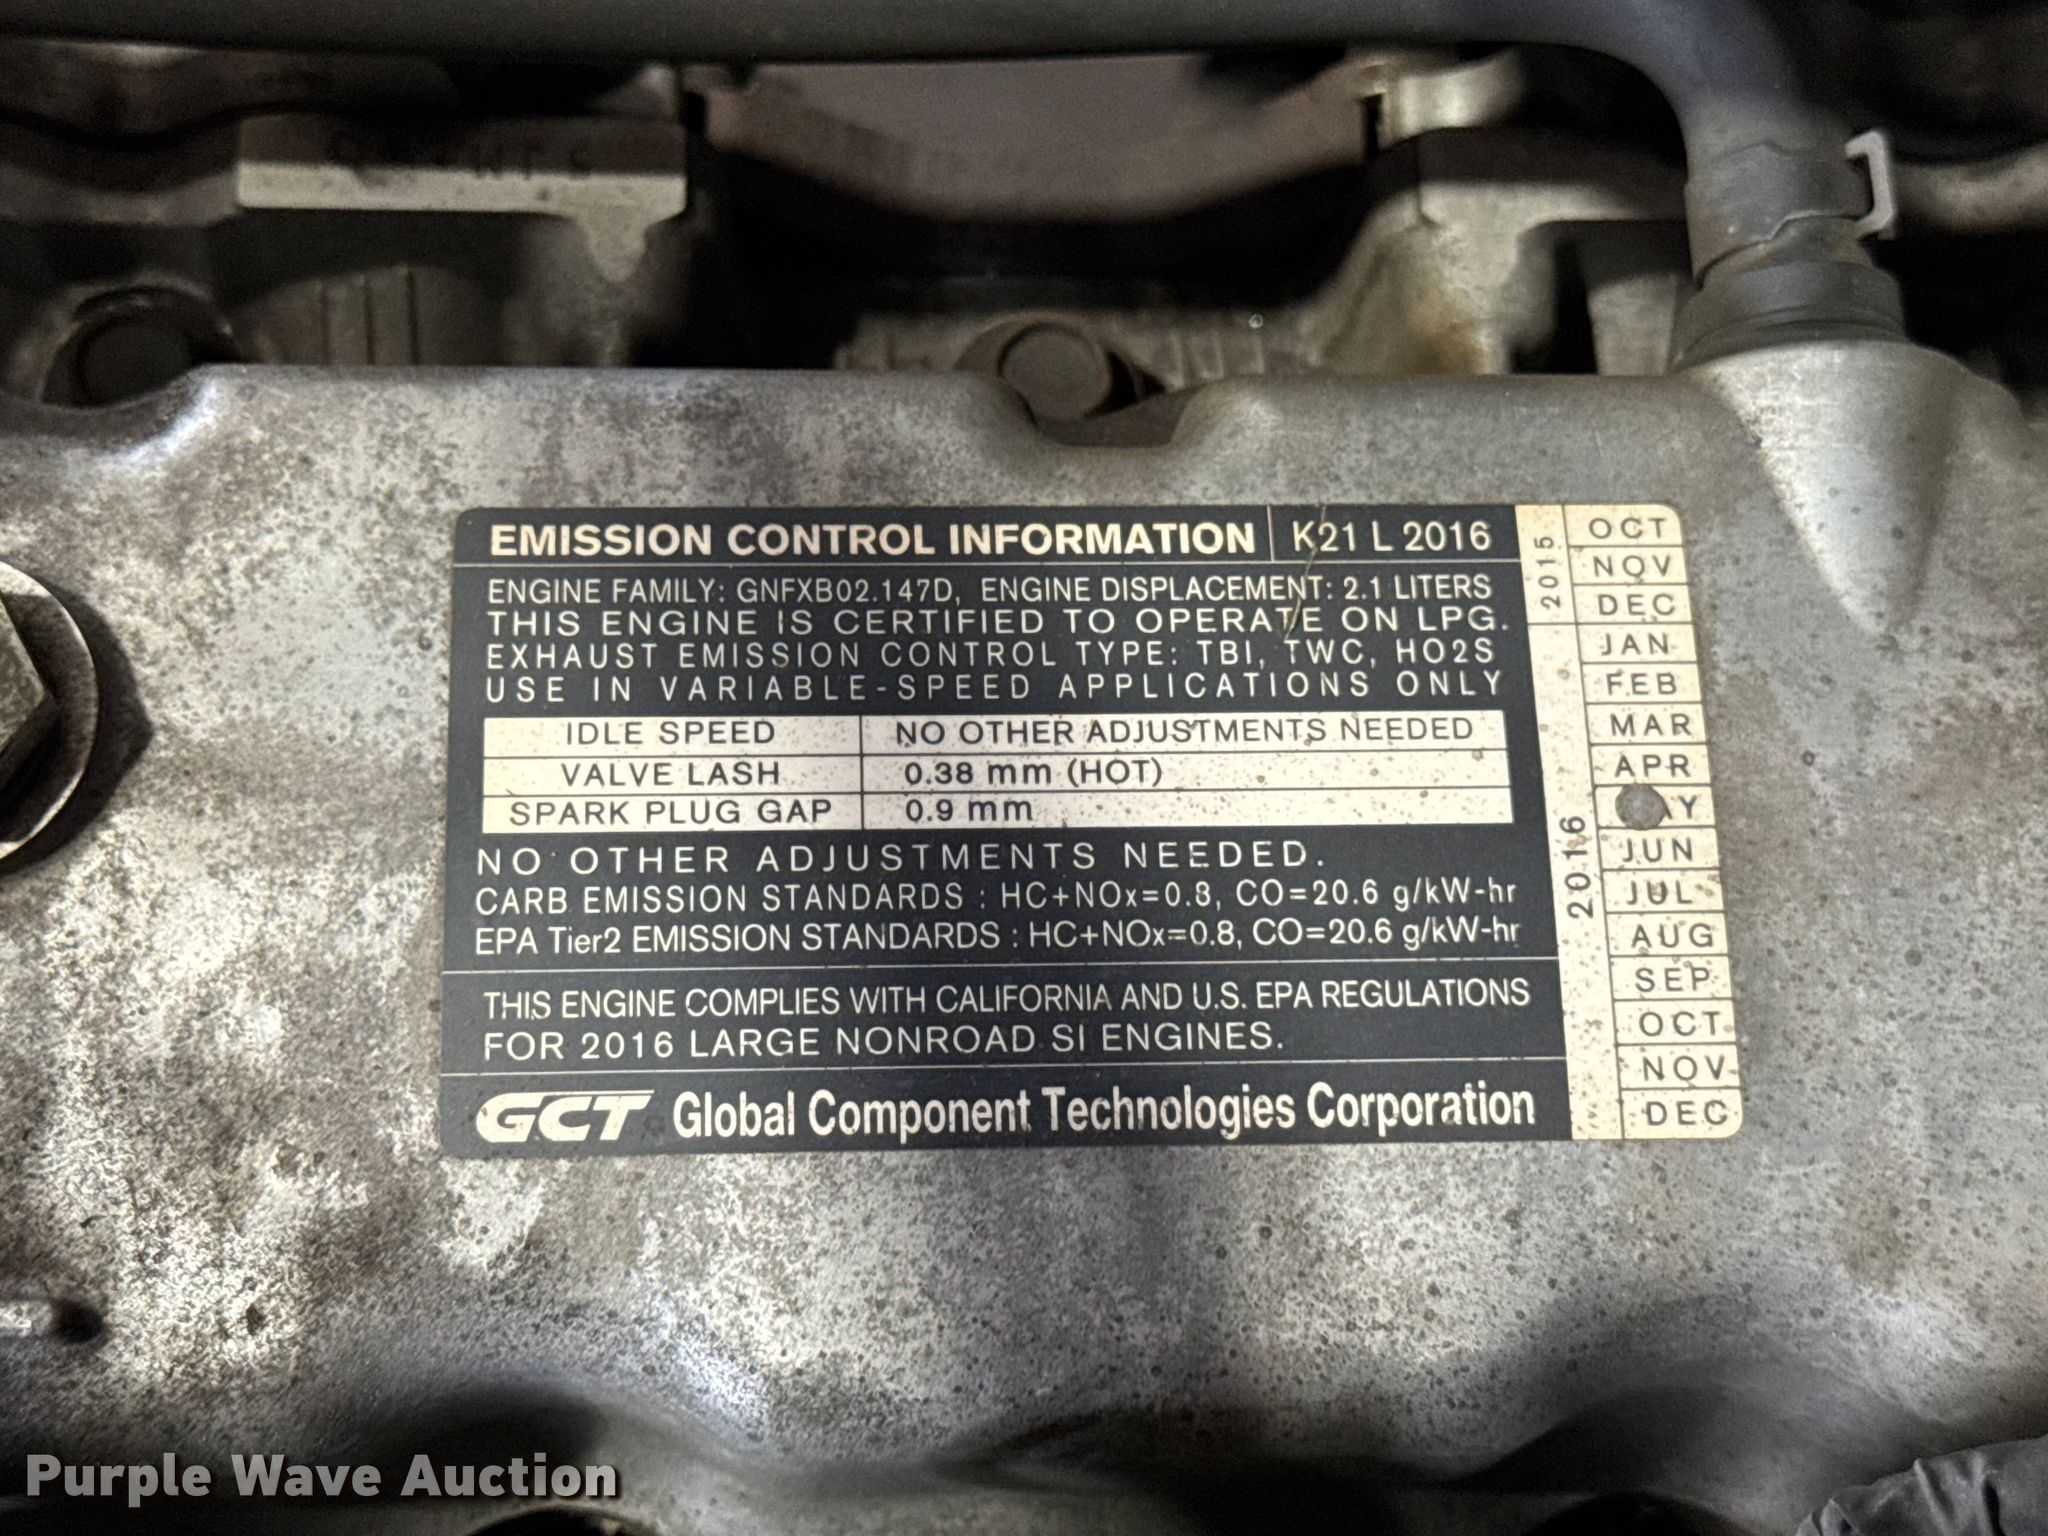 EMISSION CONTROL INFORMATION K21 L 2016
ENGINE FAMILY: GNFXB02.147D, ENGINE DISPLACEMENT: 2.1 LITERS
THIS ENGINE IS CERTIFIED TO OPERATE ON LPG.
EXHAUST EMISSION CONTROL TYPE: TBI, TWC, HO2S
USE IN VARIABLE-SPEED APPLICATIONS ONLY
IDLE SPEED NO OTHER ADJUSTMENTS NEEDED
VALVE LASH 0.38 mm (HOT)
SPARK PLUG GAP 0.9 mm
NO OTHER ADJUSTMENTS NEEDED.
CARB EMISSION STANDARDS : HC+NOx=0.8, CO=20.6 g/kW-hr
EPA Tier2 EMISSION STANDARDS : HC+NOx=0.8, CO=20.6 g/kW-hr
THIS ENGINE COMPLIES WITH CALIFORNIA AND U.S. EPA REGULATIONS
FOR 2016 LARGE NONROAD SI ENGINES.
GCT Global Component Technologies Corporation
2015
OCT
NOV
DEC
2016
JAN
FEB
MAR
APR
JUN
JUL
AUG
SEP
OCT
NOV
DEC
Purple Wave Auction